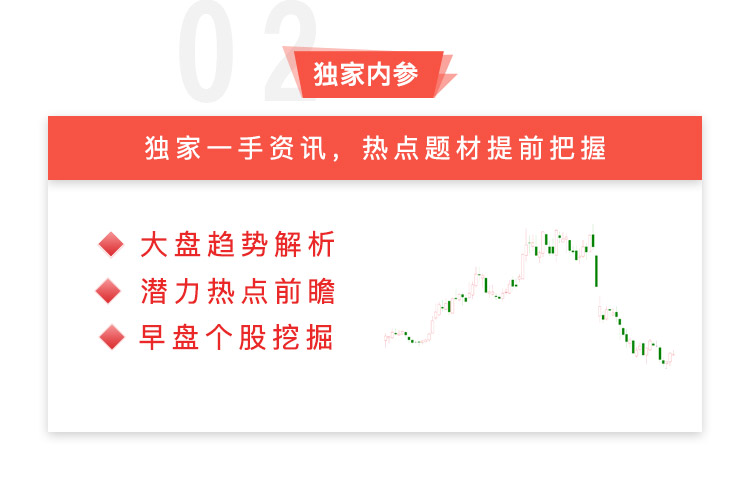 02
独家内参
独家一手资讯，热点题材提前把握
大盘趋势解析
潜力热点前瞻
早盘个股挖掘